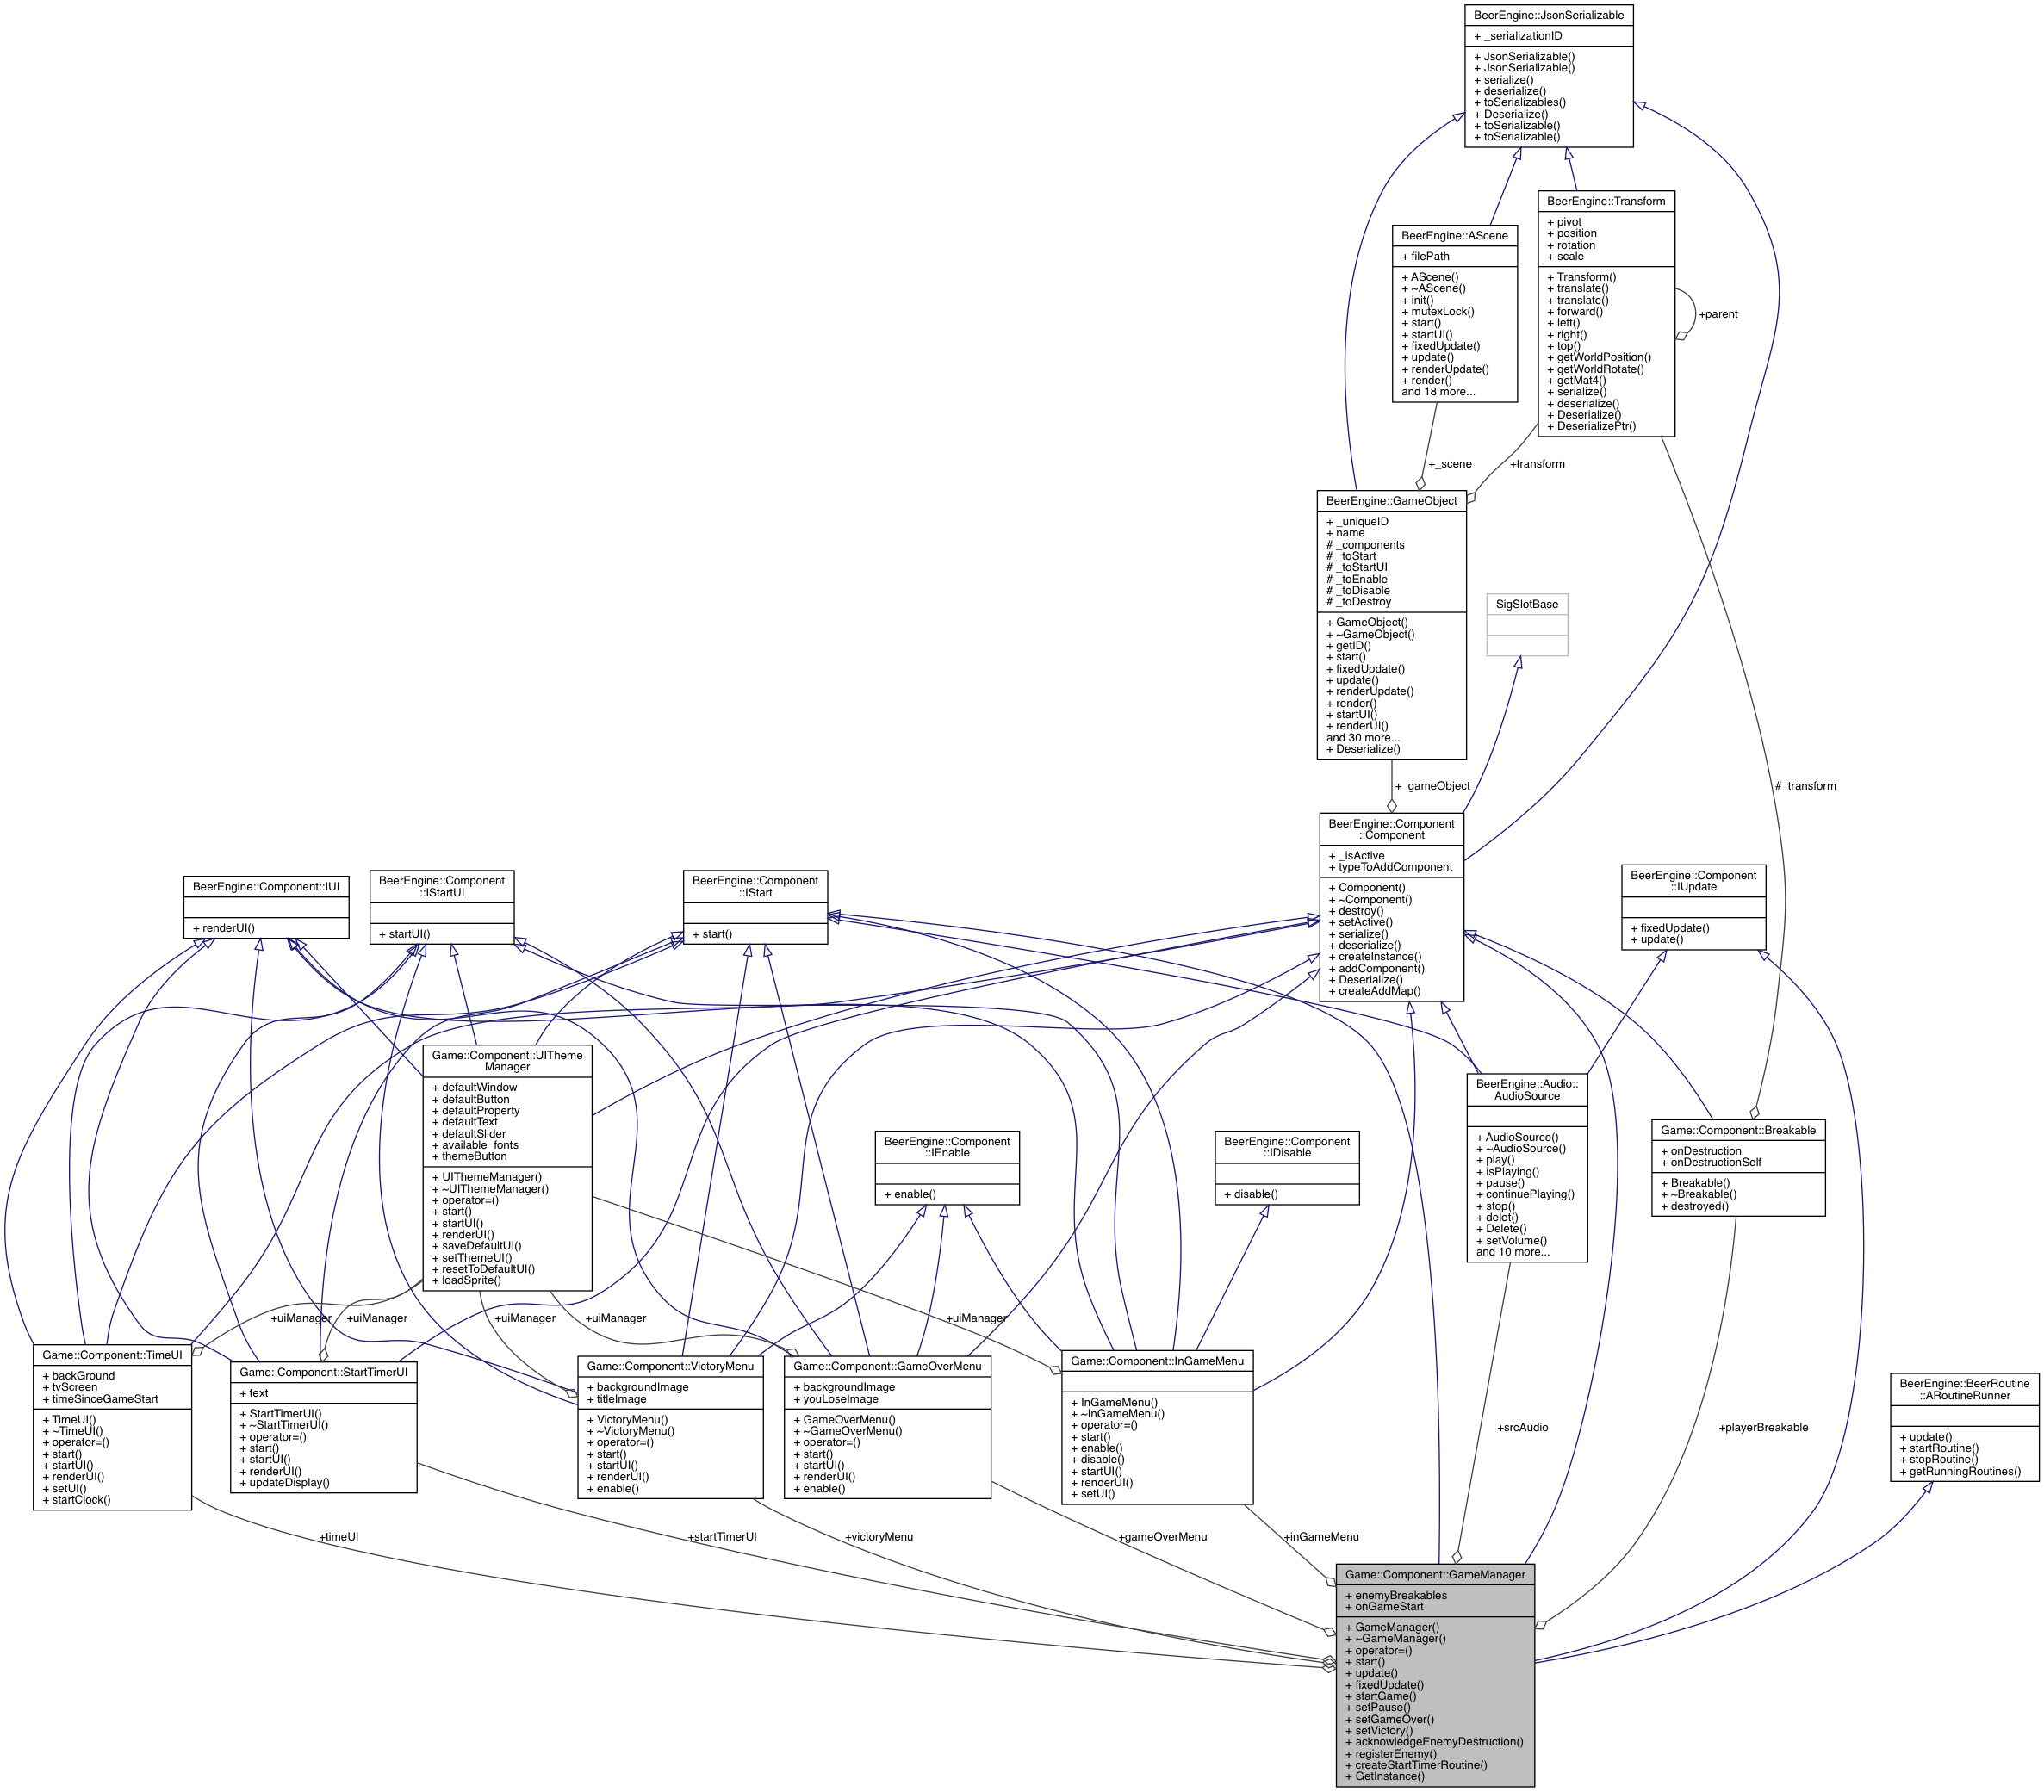 BeerEngine::JsonSerializable
+ _serializationID
+ JsonSerializable()
+ JsonSerializable()
+ serialize()
+ deserialize()
+ toSerializables()
+ Deserialize()
+ toSerializable()
+ toSerializable()
BeerEngine::Transform
+ pivot
+ position
+ rotation
+ scale
+ Transform()
+ translate()
+ translate()
+ forward()
+ left()
+ right()
+ top()
+ getWorldPosition()
+ getWorldRotate()
+ getMat4()
+ serialize()
+ deserialize()
+ Deserialize()
+ DeserializePtr()
+parent
BeerEngine::AScene
+ filePath
+ AScene()
+ ~AScene()
+ init()
+ mutexLock()
+ start()
+ startUI()
+ fixedUpdate()
+ update()
+ renderUpdate()
+ render()
and 18 more...
+_scene
+transform
BeerEngine::GameObject
+ _uniqueID
+ name
# _components
# _toStart
# _toStartUI
# _toEnable
# _toDisable
# _toDestroy
+ GameObject()
+ ~GameObject()
+ getID()
+ start()
+ fixedUpdate()
+ update()
+ renderUpdate()
+ render()
+ startUI()
+ renderUI()
and 30 more...
+ Deserialize()
SigSlotBase
+_gameObject
#_transform
BeerEngine::Component
::Component
+ _isActive
+ typeToAddComponent
+ Component()
+ ~Component()
+ destroy()
+ setActive()
+ serialize()
+ deserialize()
+ createInstance()
+ addComponent()
+ Deserialize()
+ createAddMap()
BeerEngine::Component::IUI
+ renderUI()
BeerEngine::Component
::IStartUI
+ startUI()
BeerEngine::Component
::IStart
+ start()
BeerEngine::Component
::IUpdate
+ fixedUpdate()
+ update()
Game::Component::UITheme
Manager
+ defaultWindow
+ defaultButton
+ defaultProperty
+ defaultText
+ defaultSlider
+ available_fonts
+ themeButton
+ UIThemeManager()
+ ~UIThemeManager()
+ operator=()
+ start()
+ startUI()
+ renderUI()
+ saveDefaultUI()
+ setThemeUI()
+ resetToDefaultUI()
+ loadSprite()
BeerEngine::Component
::IEnable
+ enable()
BeerEngine::Component
::IDisable
+ disable()
BeerEngine::Audio::
AudioSource
+ AudioSource()
+ ~AudioSource()
+ play()
+ isPlaying()
+ pause()
+ continuePlaying()
+ stop()
+ delet()
+ Delete()
+ setVolume()
and 10 more...
Game::Component::Breakable
+ onDestruction
+ onDestructionSelf
+ Breakable()
+ ~Breakable()
+ destroyed()
+uiManager
+uiManager
+uiManager
+uiManager
+uiManager
Game::Component::TimeUI
+ backGround
+ tvScreen
+ timeSinceGameStart
+ TimeUI()
+ ~TimeUI()
+ operator=()
+ start()
+ startUI()
+ renderUI()
+ setUI()
+ startClock()
Game::Component::StartTimerUI
+ text
+ StartTimerUI()
+ ~StartTimerUI()
+ operator=()
+ start()
+ startUI()
+ renderUI()
+ updateDisplay()
Game::Component::VictoryMenu
+ backgroundImage
+ titleImage
+ VictoryMenu()
+ ~VictoryMenu()
+ operator=()
+ start()
+ startUI()
+ renderUI()
+ enable()
Game::Component::GameOverMenu
+ backgroundImage
+ youLoseImage
+ GameOverMenu()
+ ~GameOverMenu()
+ operator=()
+ start()
+ startUI()
+ renderUI()
+ enable()
Game::Component::InGameMenu
+ InGameMenu()
+ ~InGameMenu()
+ operator=()
+ start()
+ enable()
+ disable()
+ startUI()
+ renderUI()
+ setUI()
BeerEngine::BeerRoutine
::ARoutineRunner
+ update()
+ startRoutine()
+ stopRoutine()
+ getRunningRoutines()
+srcAudio
+playerBreakable
+timeUI
+startTimerUI
+victoryMenu
+gameOverMenu
+inGameMenu
Game::Component::GameManager
+ enemyBreakables
+ onGameStart
+ GameManager()
+ ~GameManager()
+ operator=()
+ start()
+ update()
+ fixedUpdate()
+ startGame()
+ setPause()
+ setGameOver()
+ setVictory()
+ acknowledgeEnemyDestruction()
+ registerEnemy()
+ createStartTimerRoutine()
+ GetInstance()